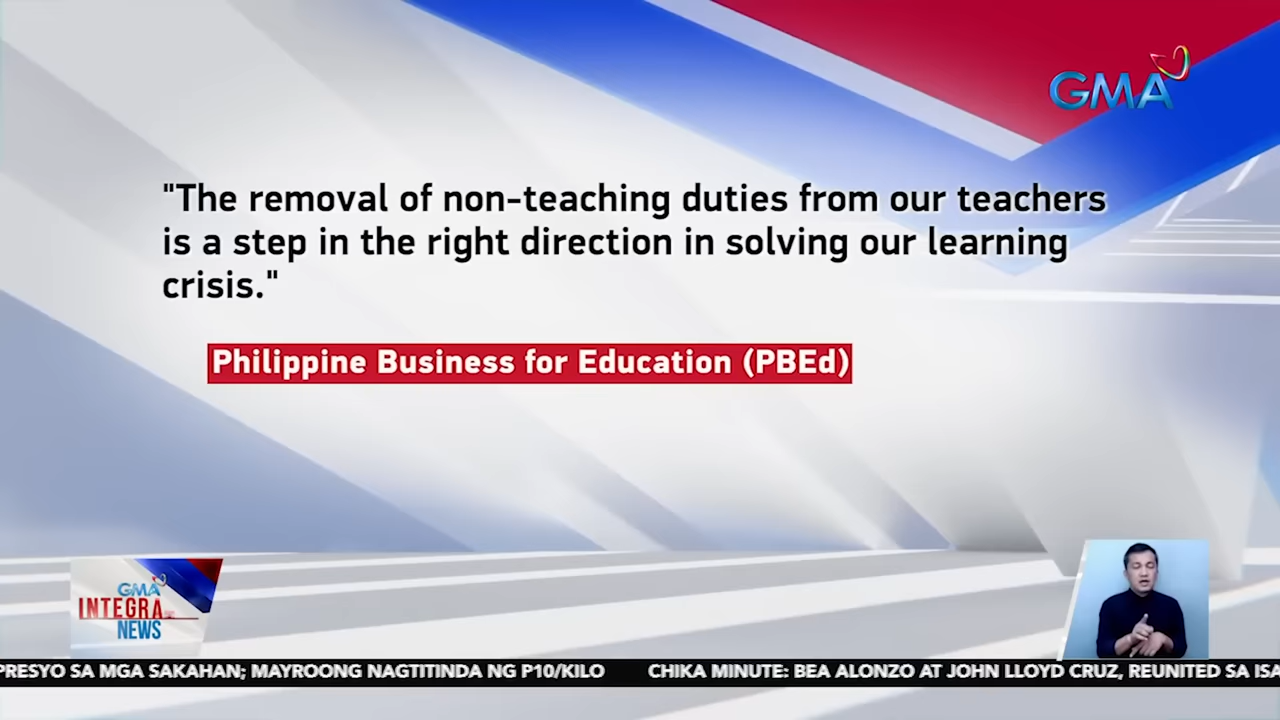 GMA
"The removal of non-teaching duties from our teachers
is a step in the right direction in solving our learning
crisis."
Philippine Business for Education (PBEd)
GMA
INTEGRA
NEWS
PRESYO SA MGA SAKAHAN; MAYROONG NAGTITINDA NG P10/KILO CHIKA MINUTE: BEA ALONZO AT JOHN LLOYD CRUZ, REUNITED SA ISA